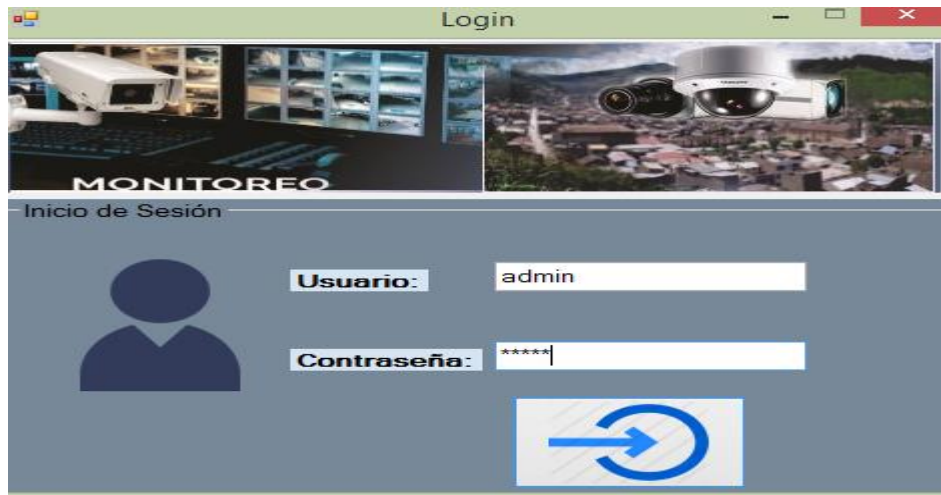 Login
MONITOREO
Inicio de Sesión
Usuario:
admin
Contraseña:
*****